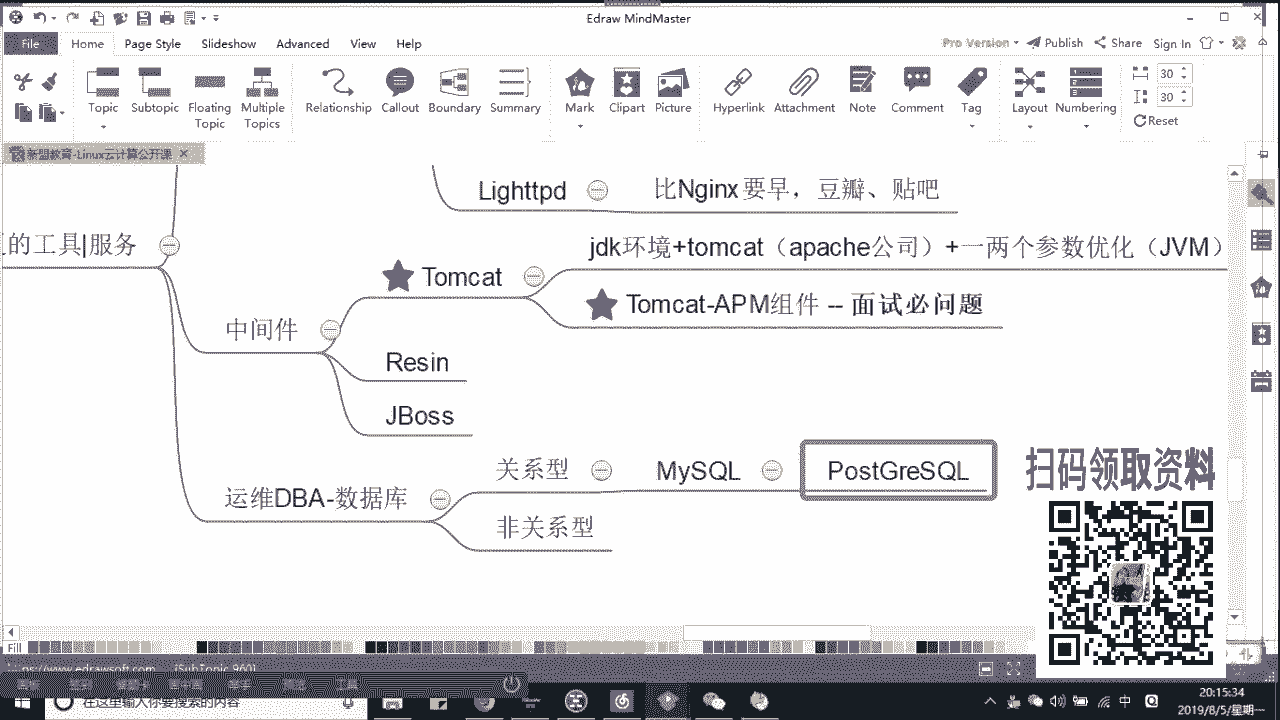 Edraw MindMaster
File Home Page Style Slideshow Advanced View Help
Pro Version Publish Share Sign In
Topic Subtopic Floating Topic Multiple Topics Relationship Callout Boundary Summary Mark Clipart Picture Hyperlink Attachment Note Comment Tag Layout Numbering
30
30
Reset
新盟教育-Linux云计算公开课
Lighttpd 比Nginx要早，豆瓣、贴吧
的工具|服务
jdk环境+tomcat（apache公司）+一两个参数优化（JVM）
Tomcat
Tomcat-APM组件 -- 面试必问题
中间件
Resin
JBoss
关系型 MySQL PostGreSQL
运维DBA-数据库
非关系型
扫码领取资料
Fill
www.edrawsoft.com [SubTopic 960]
在这里输入你要搜索的内容
中
20:15:34
2019/8/5/星期一